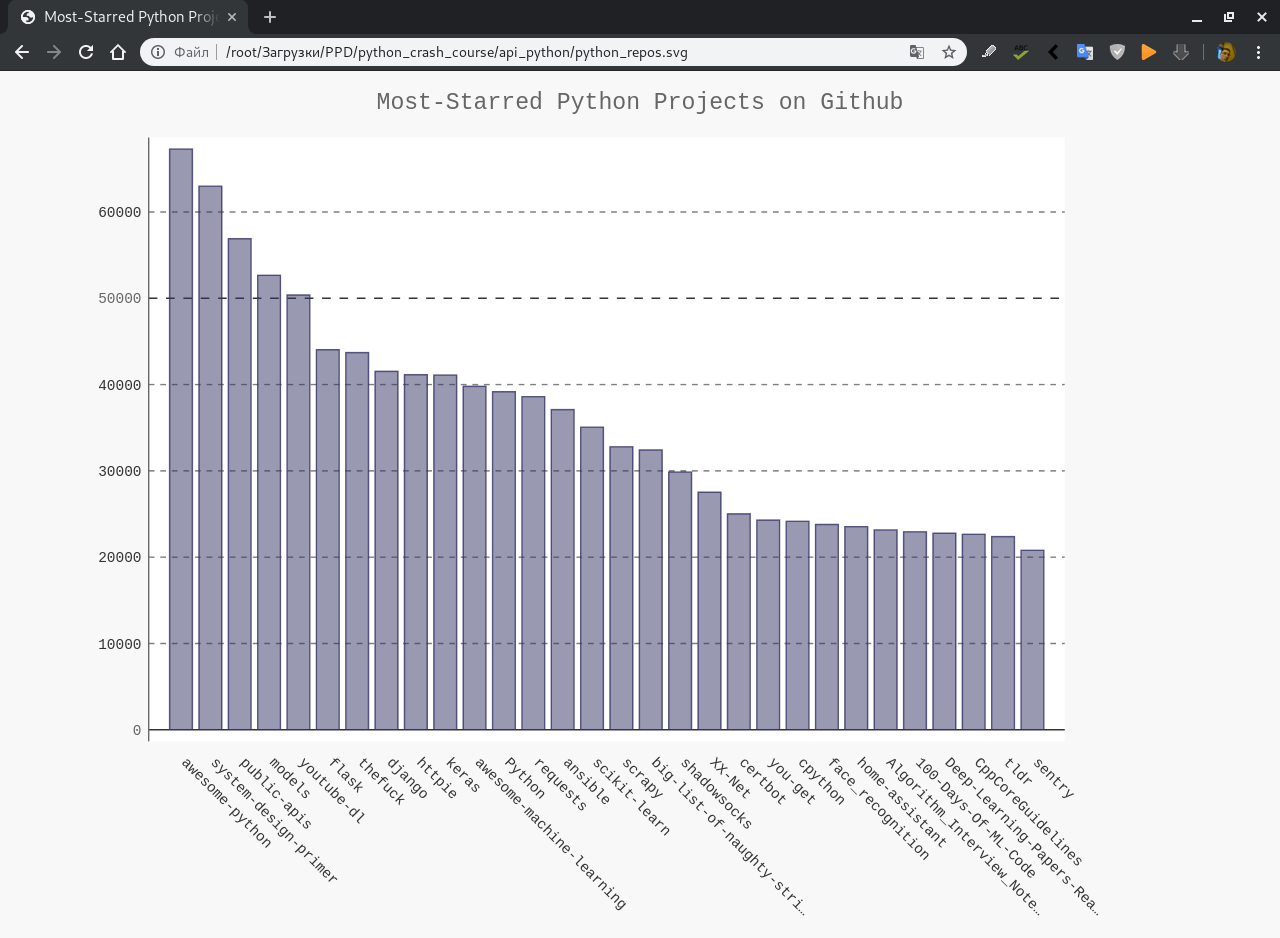 Most-Starred Python Proj
Файл /root/Загрузки/PPD/python_crash_course/api_python/python_repos.svg
ABC
Most-Starred Python Projects on Github
60000
50000
40000
30000
20000
10000
0
awesome-python
system-design-primer
public-apis
models
youtube-dl
flask
thefuck
django
httpie
keras
awesome-machine-learning
Python
requests
ansible
scikit-learn
scrapy
big-list-of-naughty-stri…
shadowsocks
XX-Net
certbot
you-get
cpython
face_recognition
home-assistant
Algorithm_Interview_Note…
100-Days-Of-ML-Code
Deep-Learning-Papers-Rea…
CppCoreGuidelines
tldr
sentry